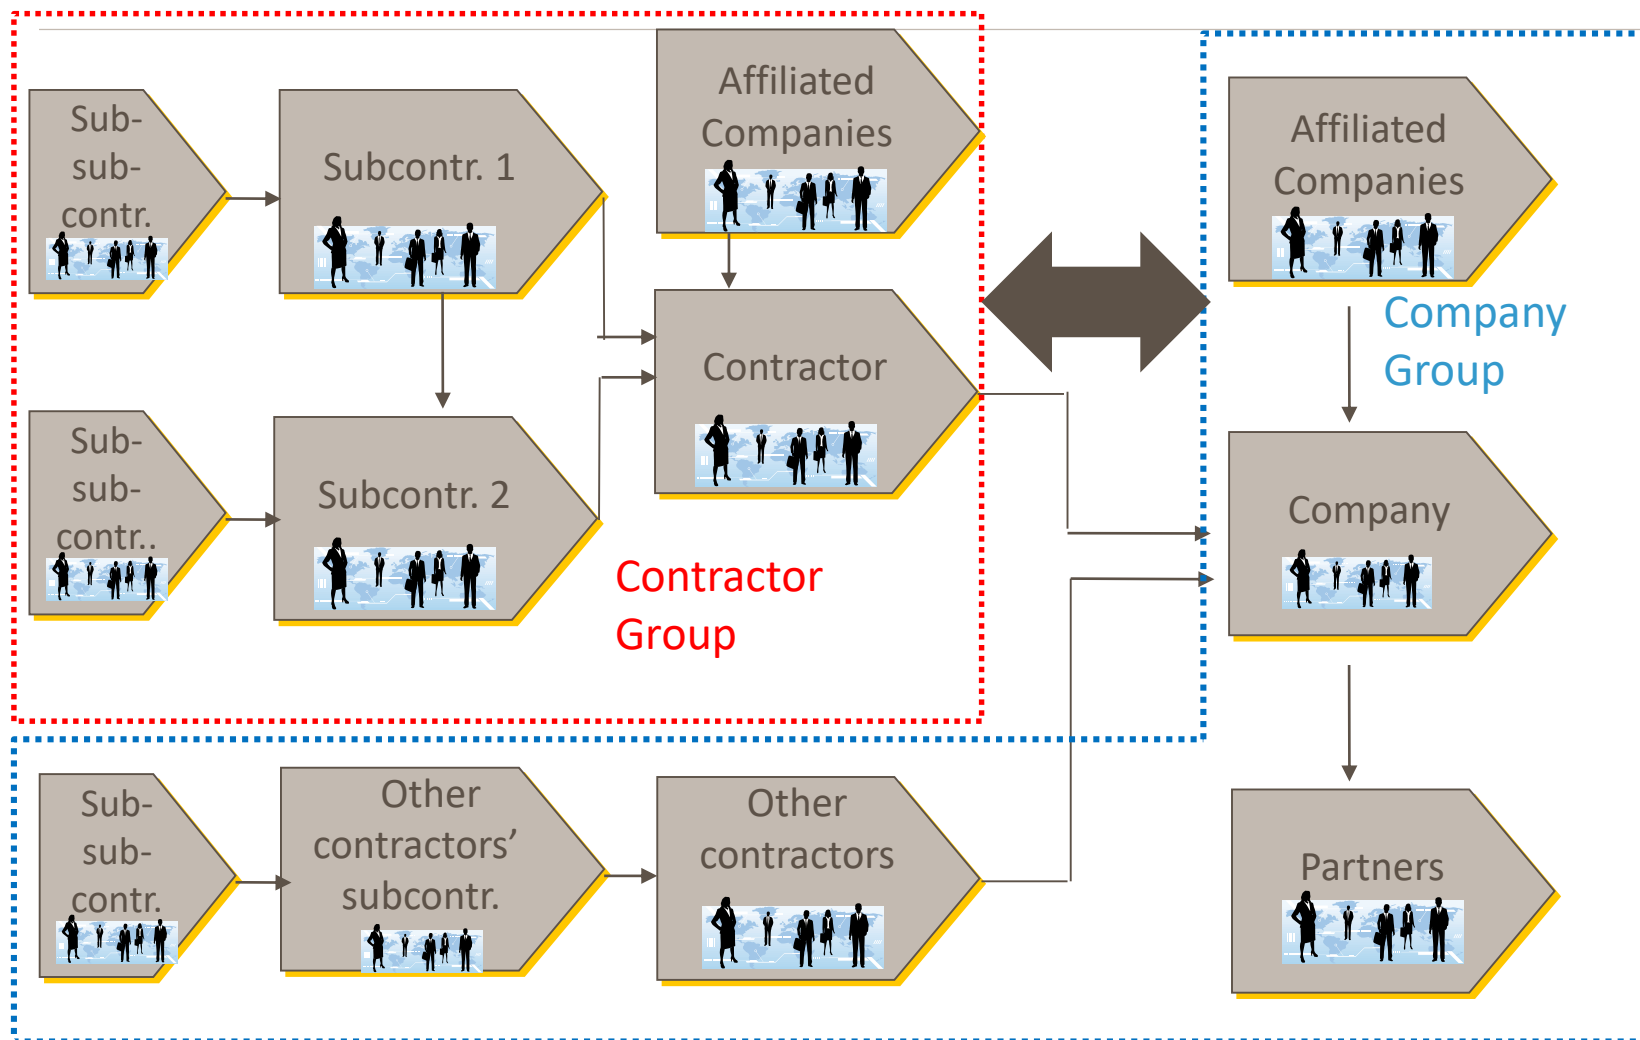 Sub-
sub-
contr.
Subcontr. 1
Affiliated
Companies
Affiliated
Companies
Company
Group
Contractor
Sub-
sub-
contr..
Subcontr. 2
Company
Contractor
Group
Sub-
sub-
contr.
Other
contractors’
subcontr.
Other
contractors
Partners